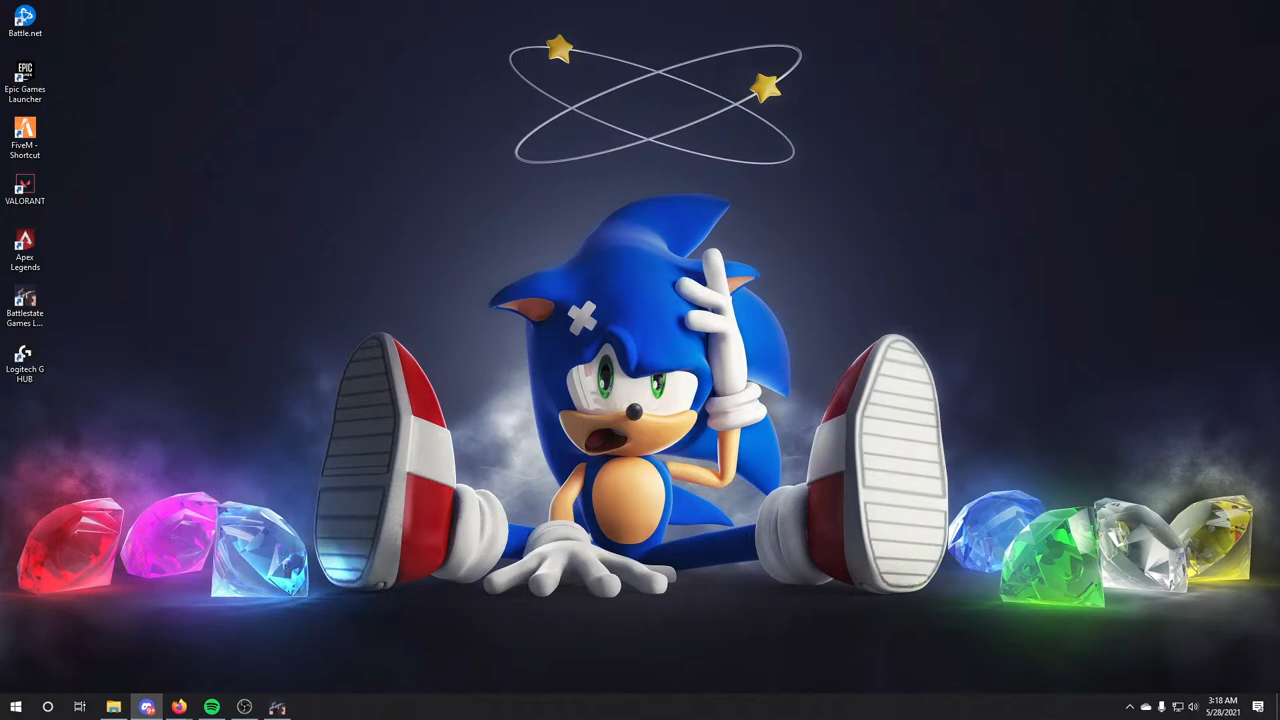 Battle.net
EPIC
GAMES
Epic Games
Launcher
FiveM -
Shortcut
VALORANT
Apex
Legends
Battlestate
Games L...
Logitech G
HUB
3:18 AM
5/28/2021